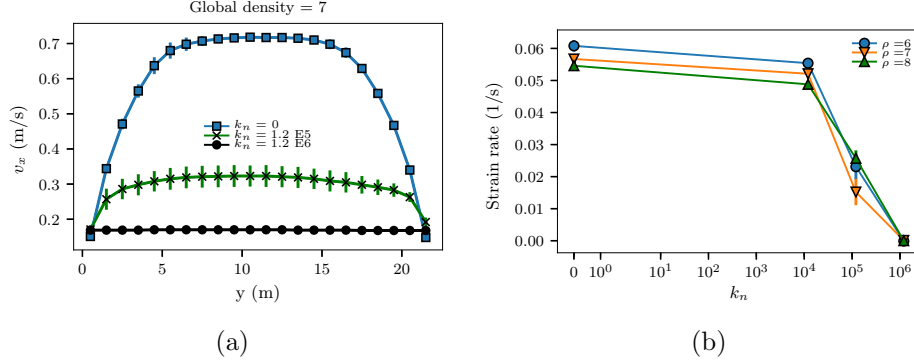 Global density = 7
0.7
0.6
0.5
0.4
0.3
0.2
v_x (m/s)
k_n = 0
k_n = 1.2 E5
k_n = 1.2 E6
0 5 10 15 20
y (m)
(a)
0.06
0.05
0.04
0.03
0.02
0.01
0.00
Strain rate (1/s)
ρ =6
ρ =7
ρ =8
0 10^0 10^1 10^2 10^3 10^4 10^5 10^6
k_n
(b)